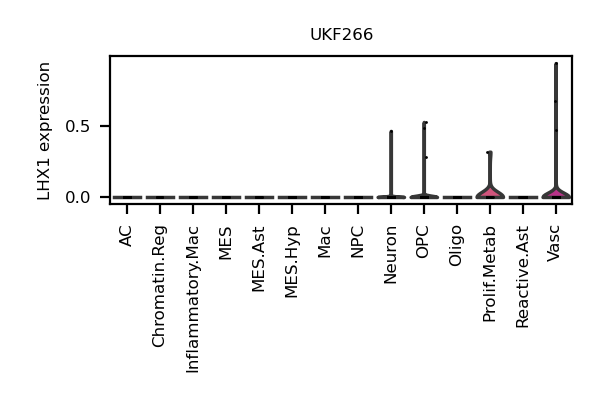 UKF266
LHX1 expression
0.5
0.0
AC
Chromatin.Reg
Inflammatory.Mac
MES
MES.Ast
MES.Hyp
Mac
NPC
Neuron
OPC
Oligo
Prolif.Metab
Reactive.Ast
Vasc